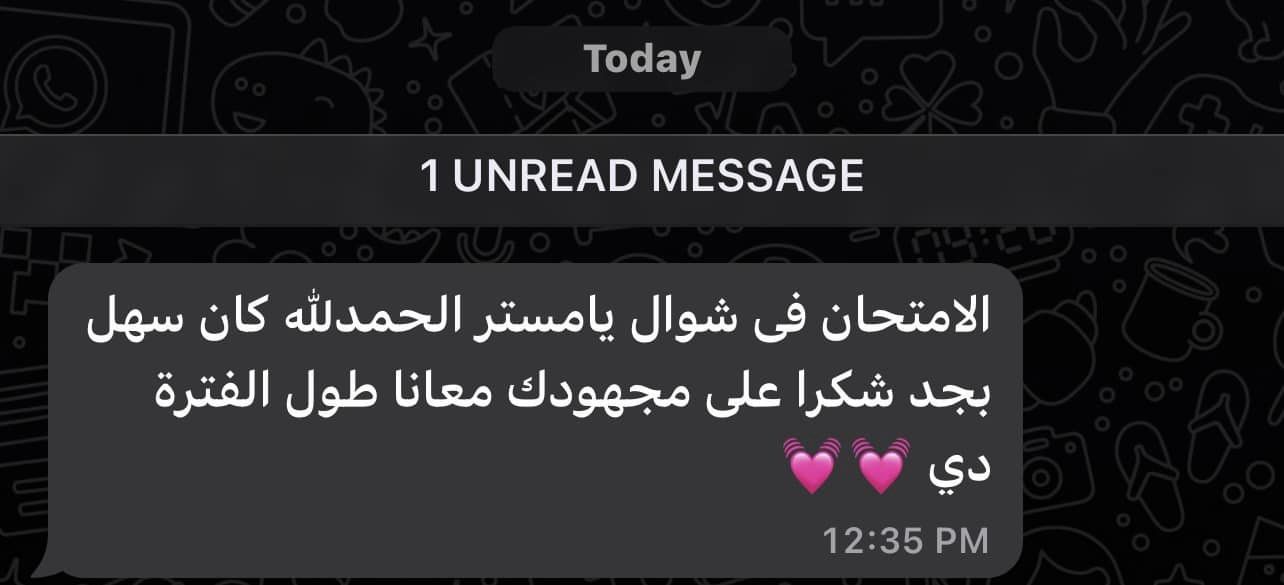 Today
1 UNREAD MESSAGE
الامتحان فى شوال يامستر الحمدلله كان سهل
بجد شكرا على مجهودك معانا طول الفترة
دي 💓 💓
12:35 PM